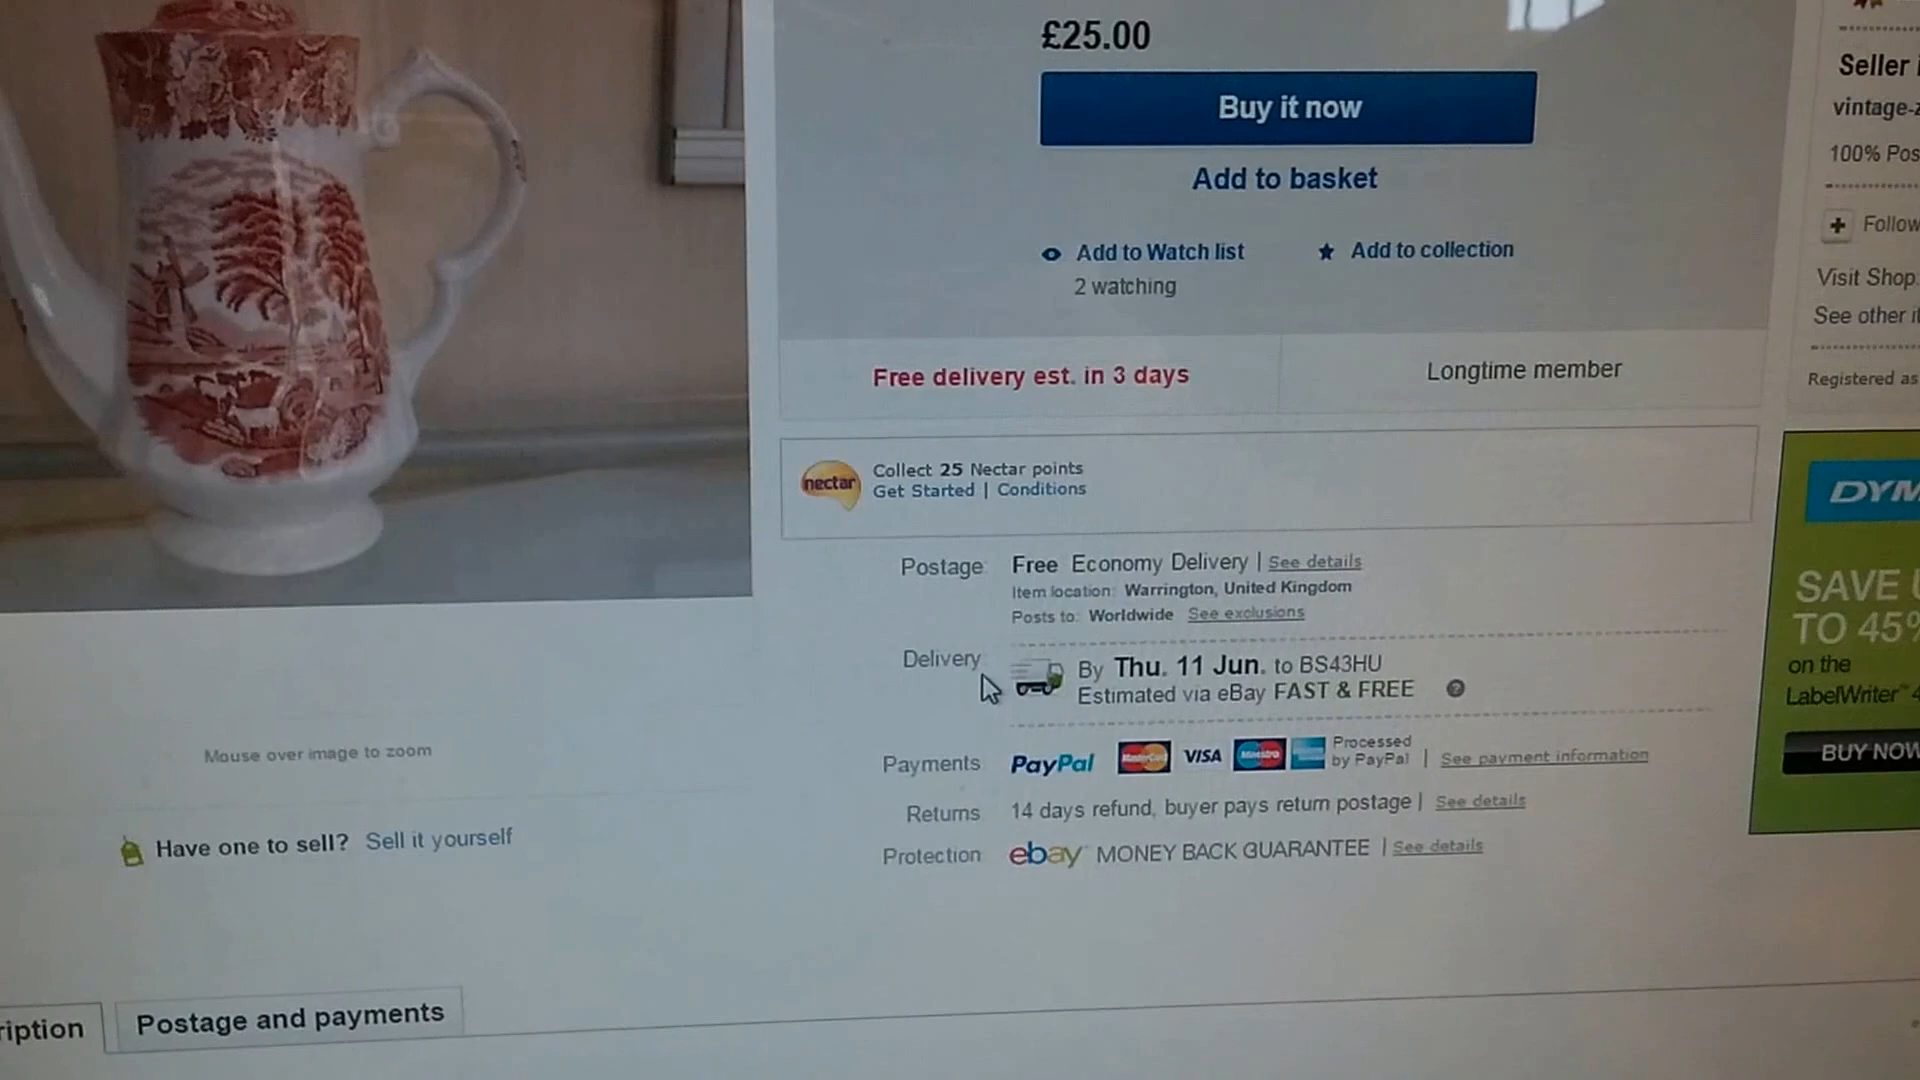 £25.00
Buy it now
Add to basket
Add to Watch list
Add to collection
2 watching
Free delivery est. in 3 days
Longtime member
nectar
Collect 25 Nectar points
Get Started | Conditions
Postage: Free Economy Delivery | See details
Item location: Warrington, United Kingdom
Posts to: Worldwide See exclusions
Delivery: By Thu. 11 Jun. to BS43HU
Estimated via eBay FAST & FREE ?
Payments PayPal MasterCard VISA Maestro Processed
by PayPal | See payment information
Returns 14 days refund, buyer pays return postage | See details
Protection ebay MONEY BACK GUARANTEE | See details
Mouse over image to zoom
Have one to sell? Sell it yourself
Postage and payments
Seller
100% Pos
Follow
Visit Shop
See other
Registered as
DYM
SAVE U
TO 45%
on the
LabelWriter™ 4
BUY NOW